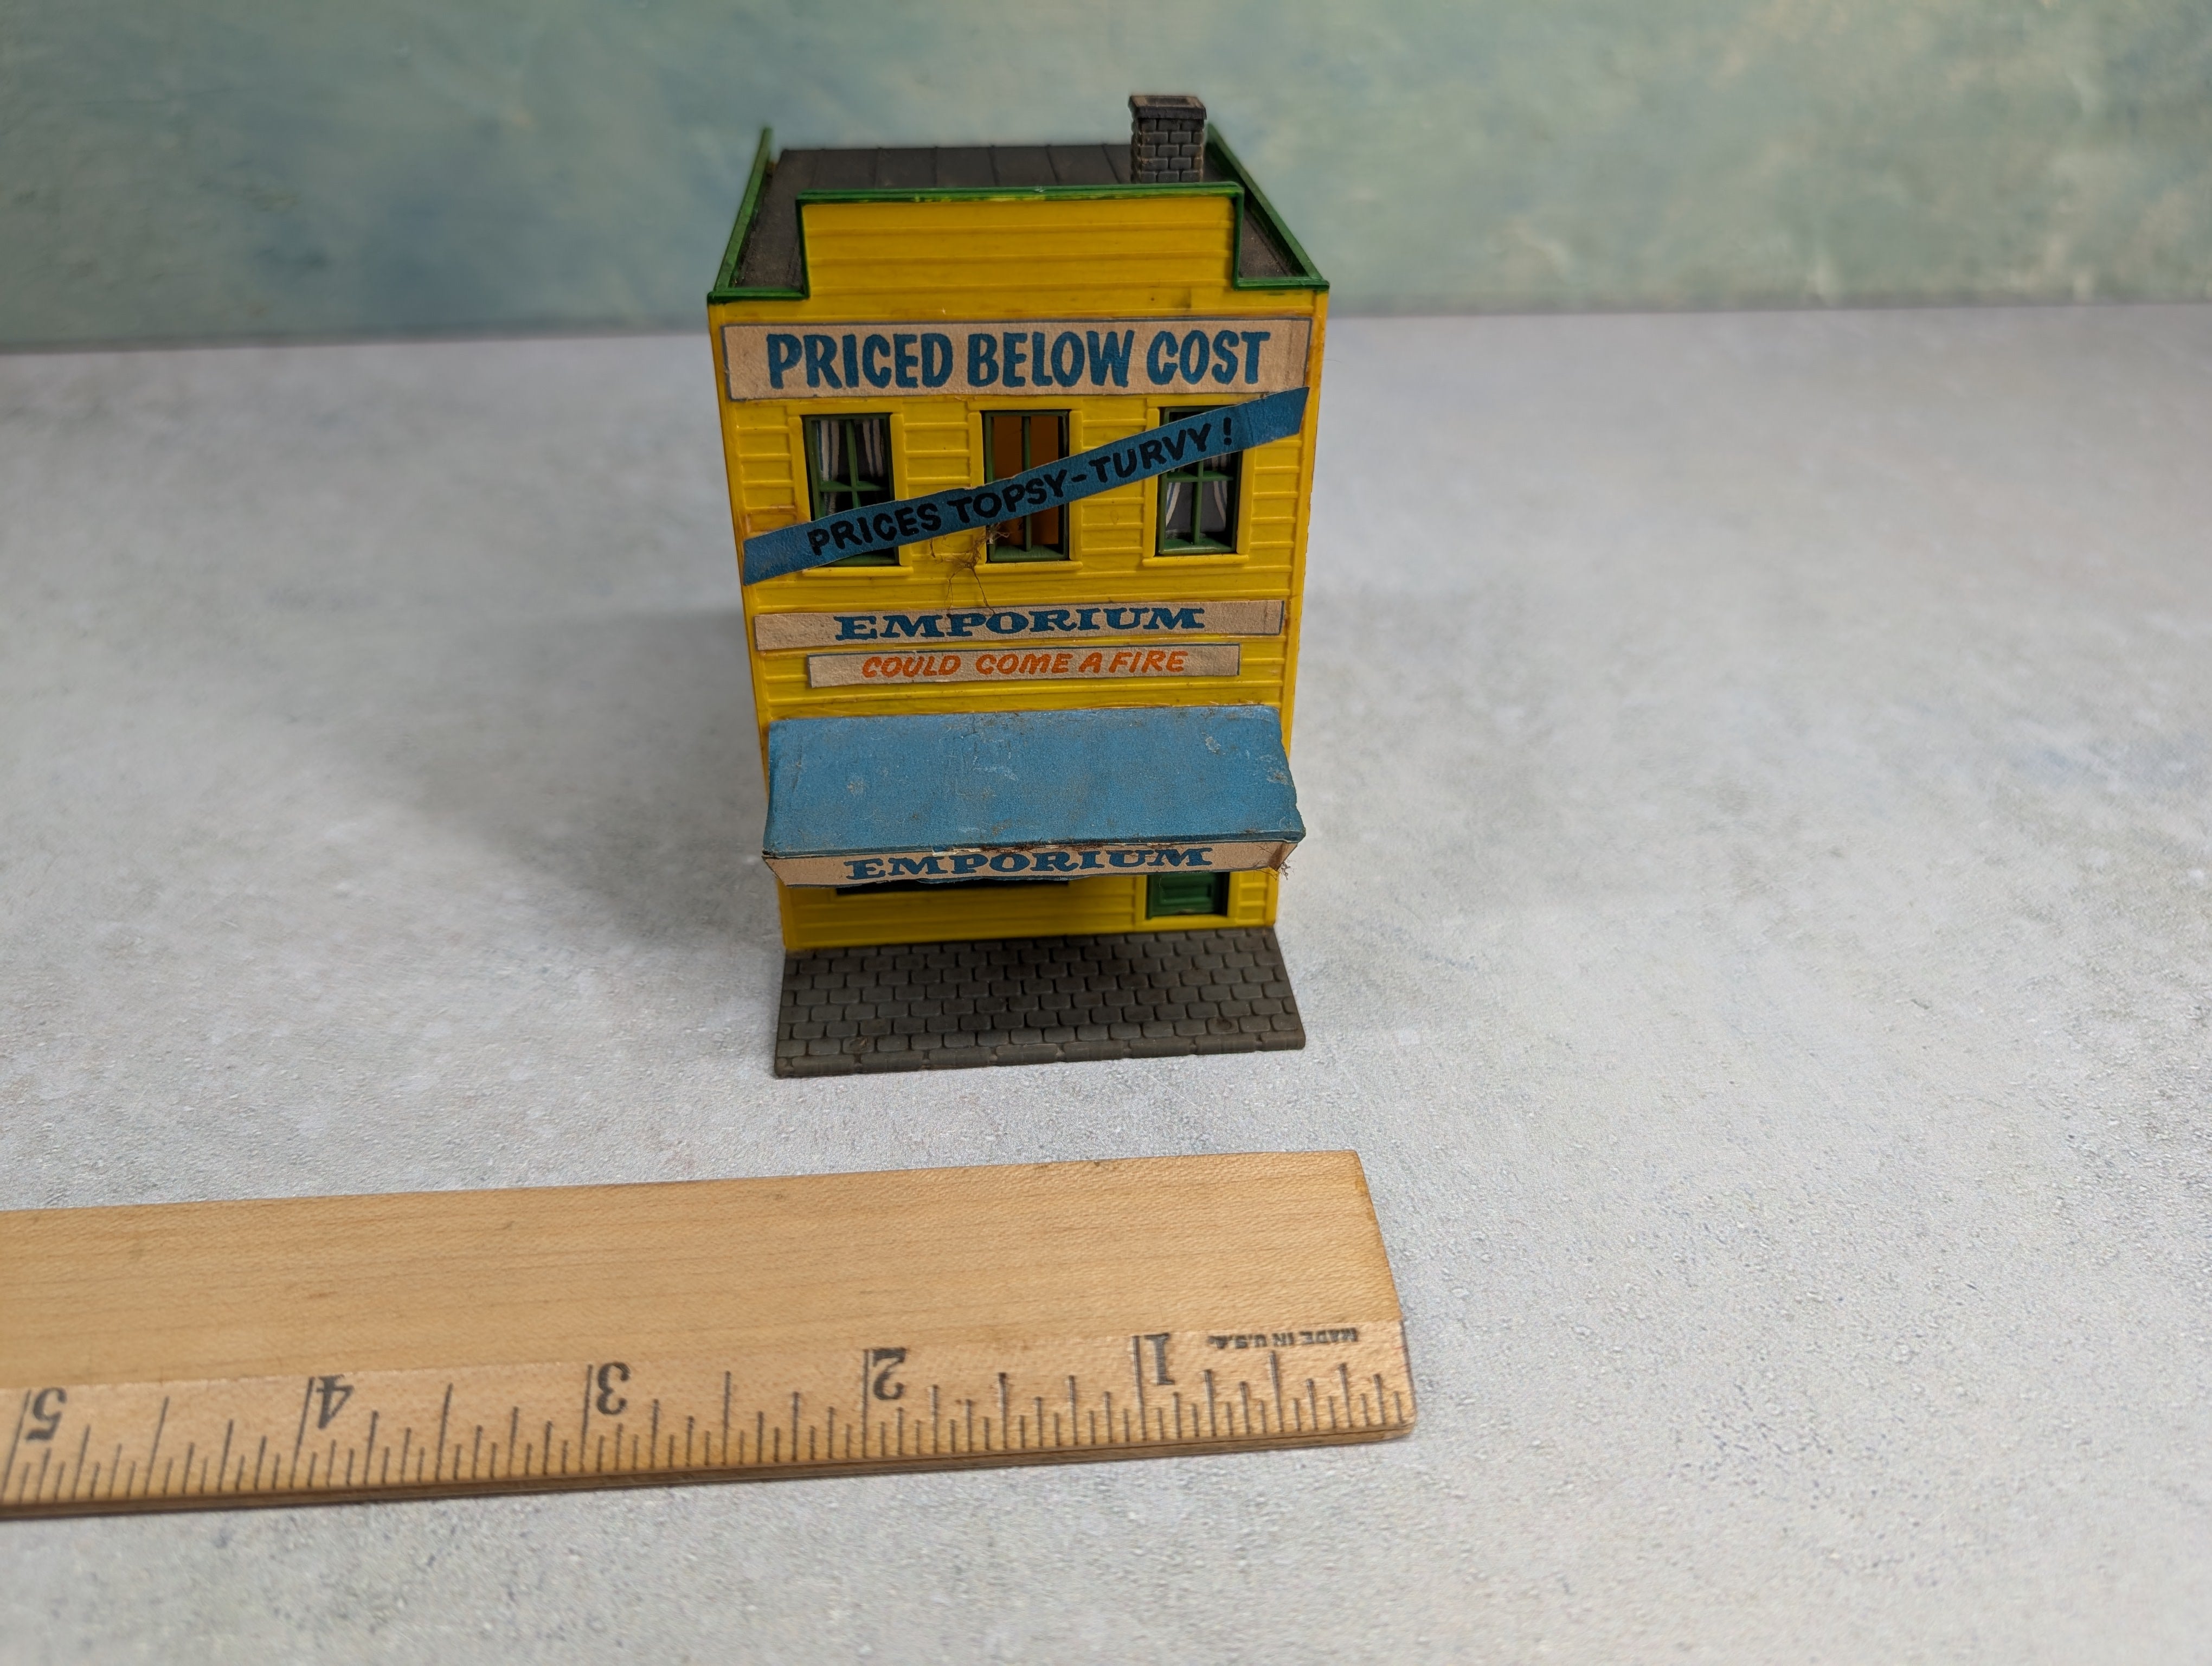 PRICED BELOW COST
PRICES TOPSY-TURVY!
EMPORIUM
COULD COME A FIRE
EMPORIUM
MADE IN U.S.A.
5 4 3 2 1